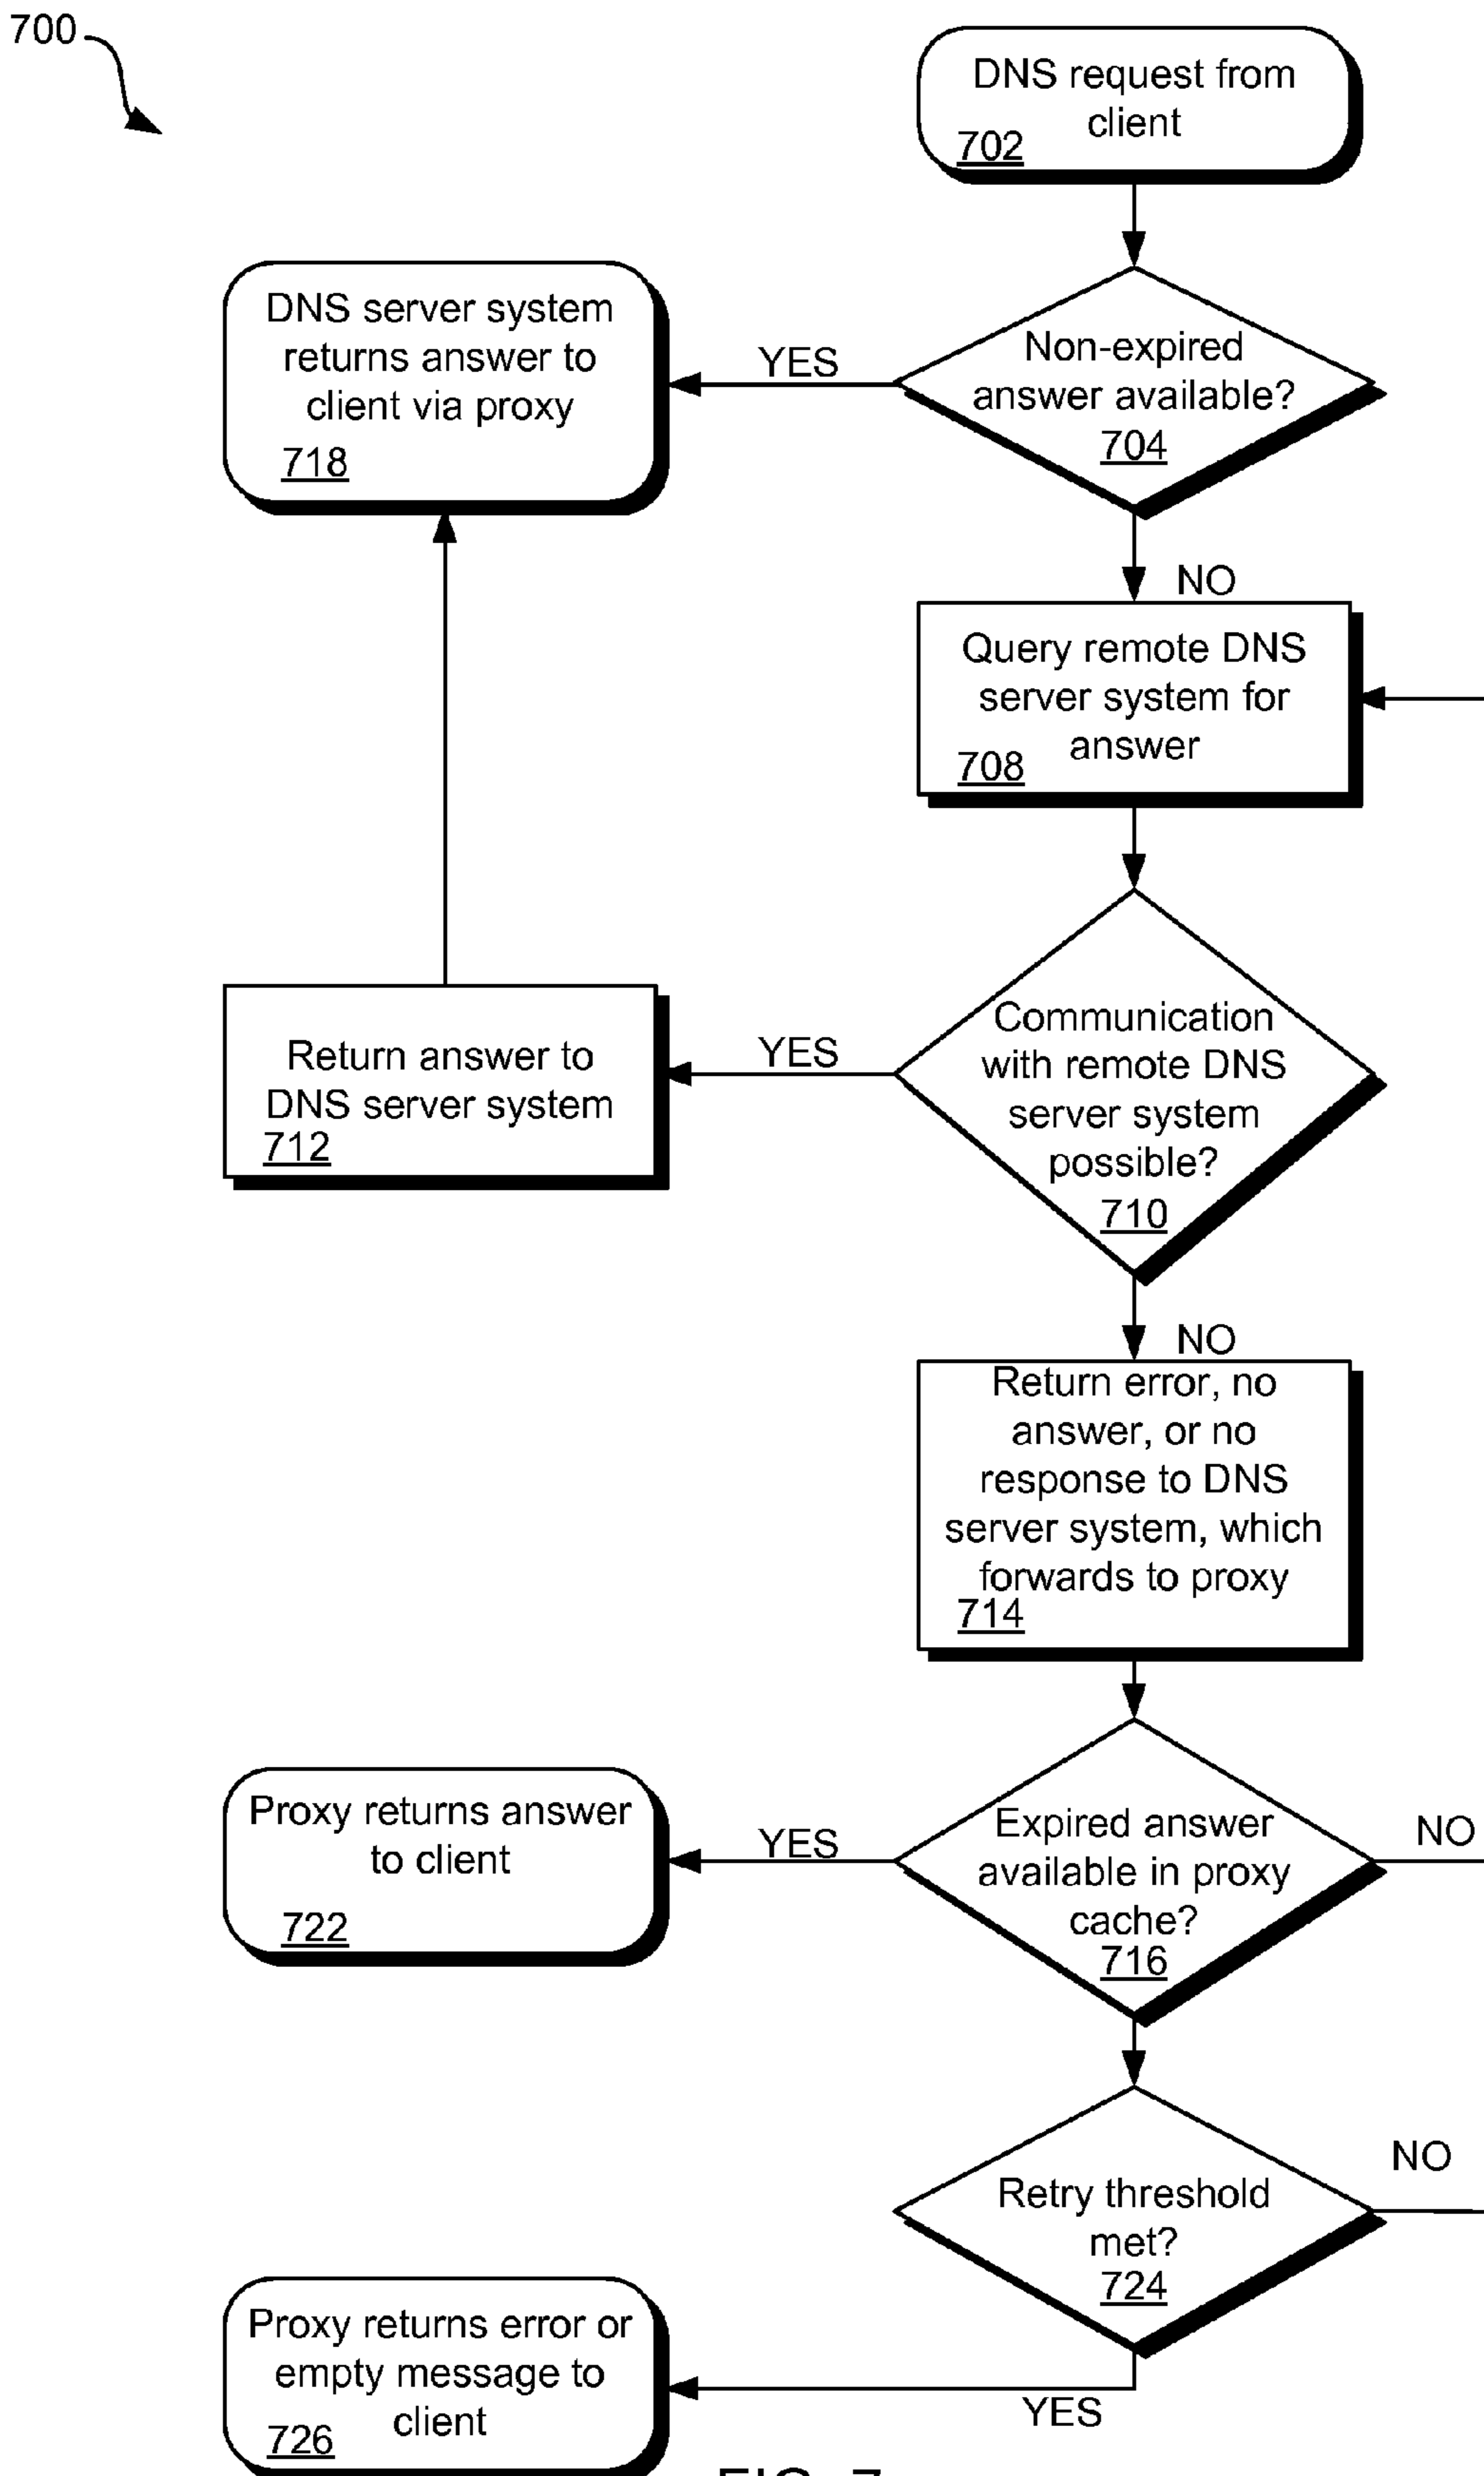 700
DNS request from
client
702
DNS server system
returns answer to
client via proxy
718
YES
Non-expired
answer available?
704
NO
Query remote DNS
server system for
answer
708
Communication
with remote DNS
server system
possible?
710
YES
Return answer to
DNS server system
712
NO
Return error, no
answer, or no
response to DNS
server system, which
forwards to proxy
714
Proxy returns answer
to client
722
YES
Expired answer
available in proxy
cache?
716
NO
Retry threshold
met?
724
NO
Proxy returns error or
empty message to
client
726
YES
FIG. 7